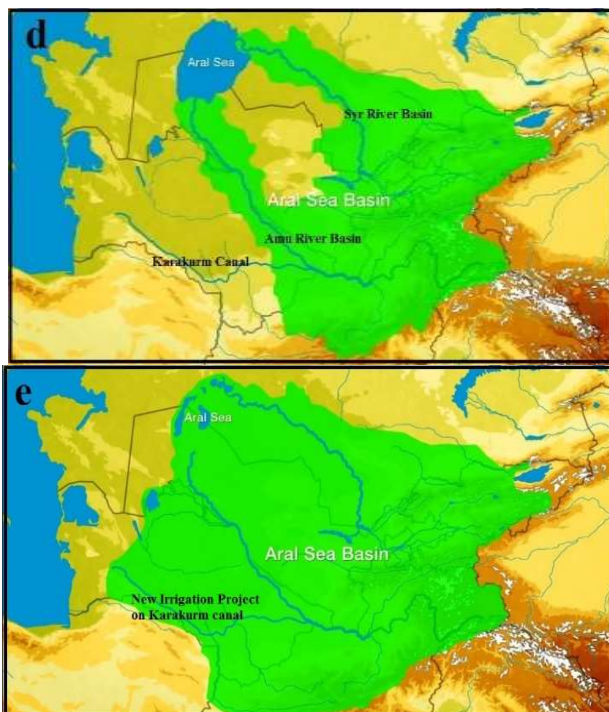 d
Aral Sea
Syr River Basin
Aral Sea Basin
Amu River Basin
Karakurm Canal
e
Aral Sea
Aral Sea Basin
New Irrigation Project
on Karakurm canal